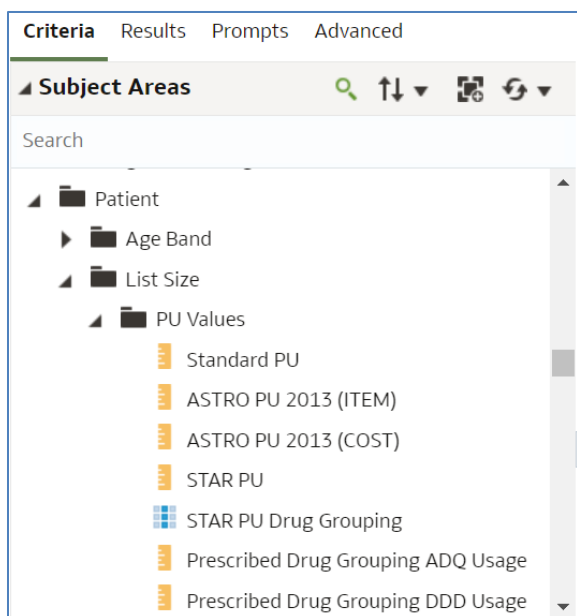 Criteria Results Prompts Advanced
Subject Areas
Search
Patient
Age Band
List Size
PU Values
Standard PU
ASTRO PU 2013 (ITEM)
ASTRO PU 2013 (COST)
STAR PU
STAR PU Drug Grouping
Prescribed Drug Grouping ADQ Usage
Prescribed Drug Grouping DDD Usage